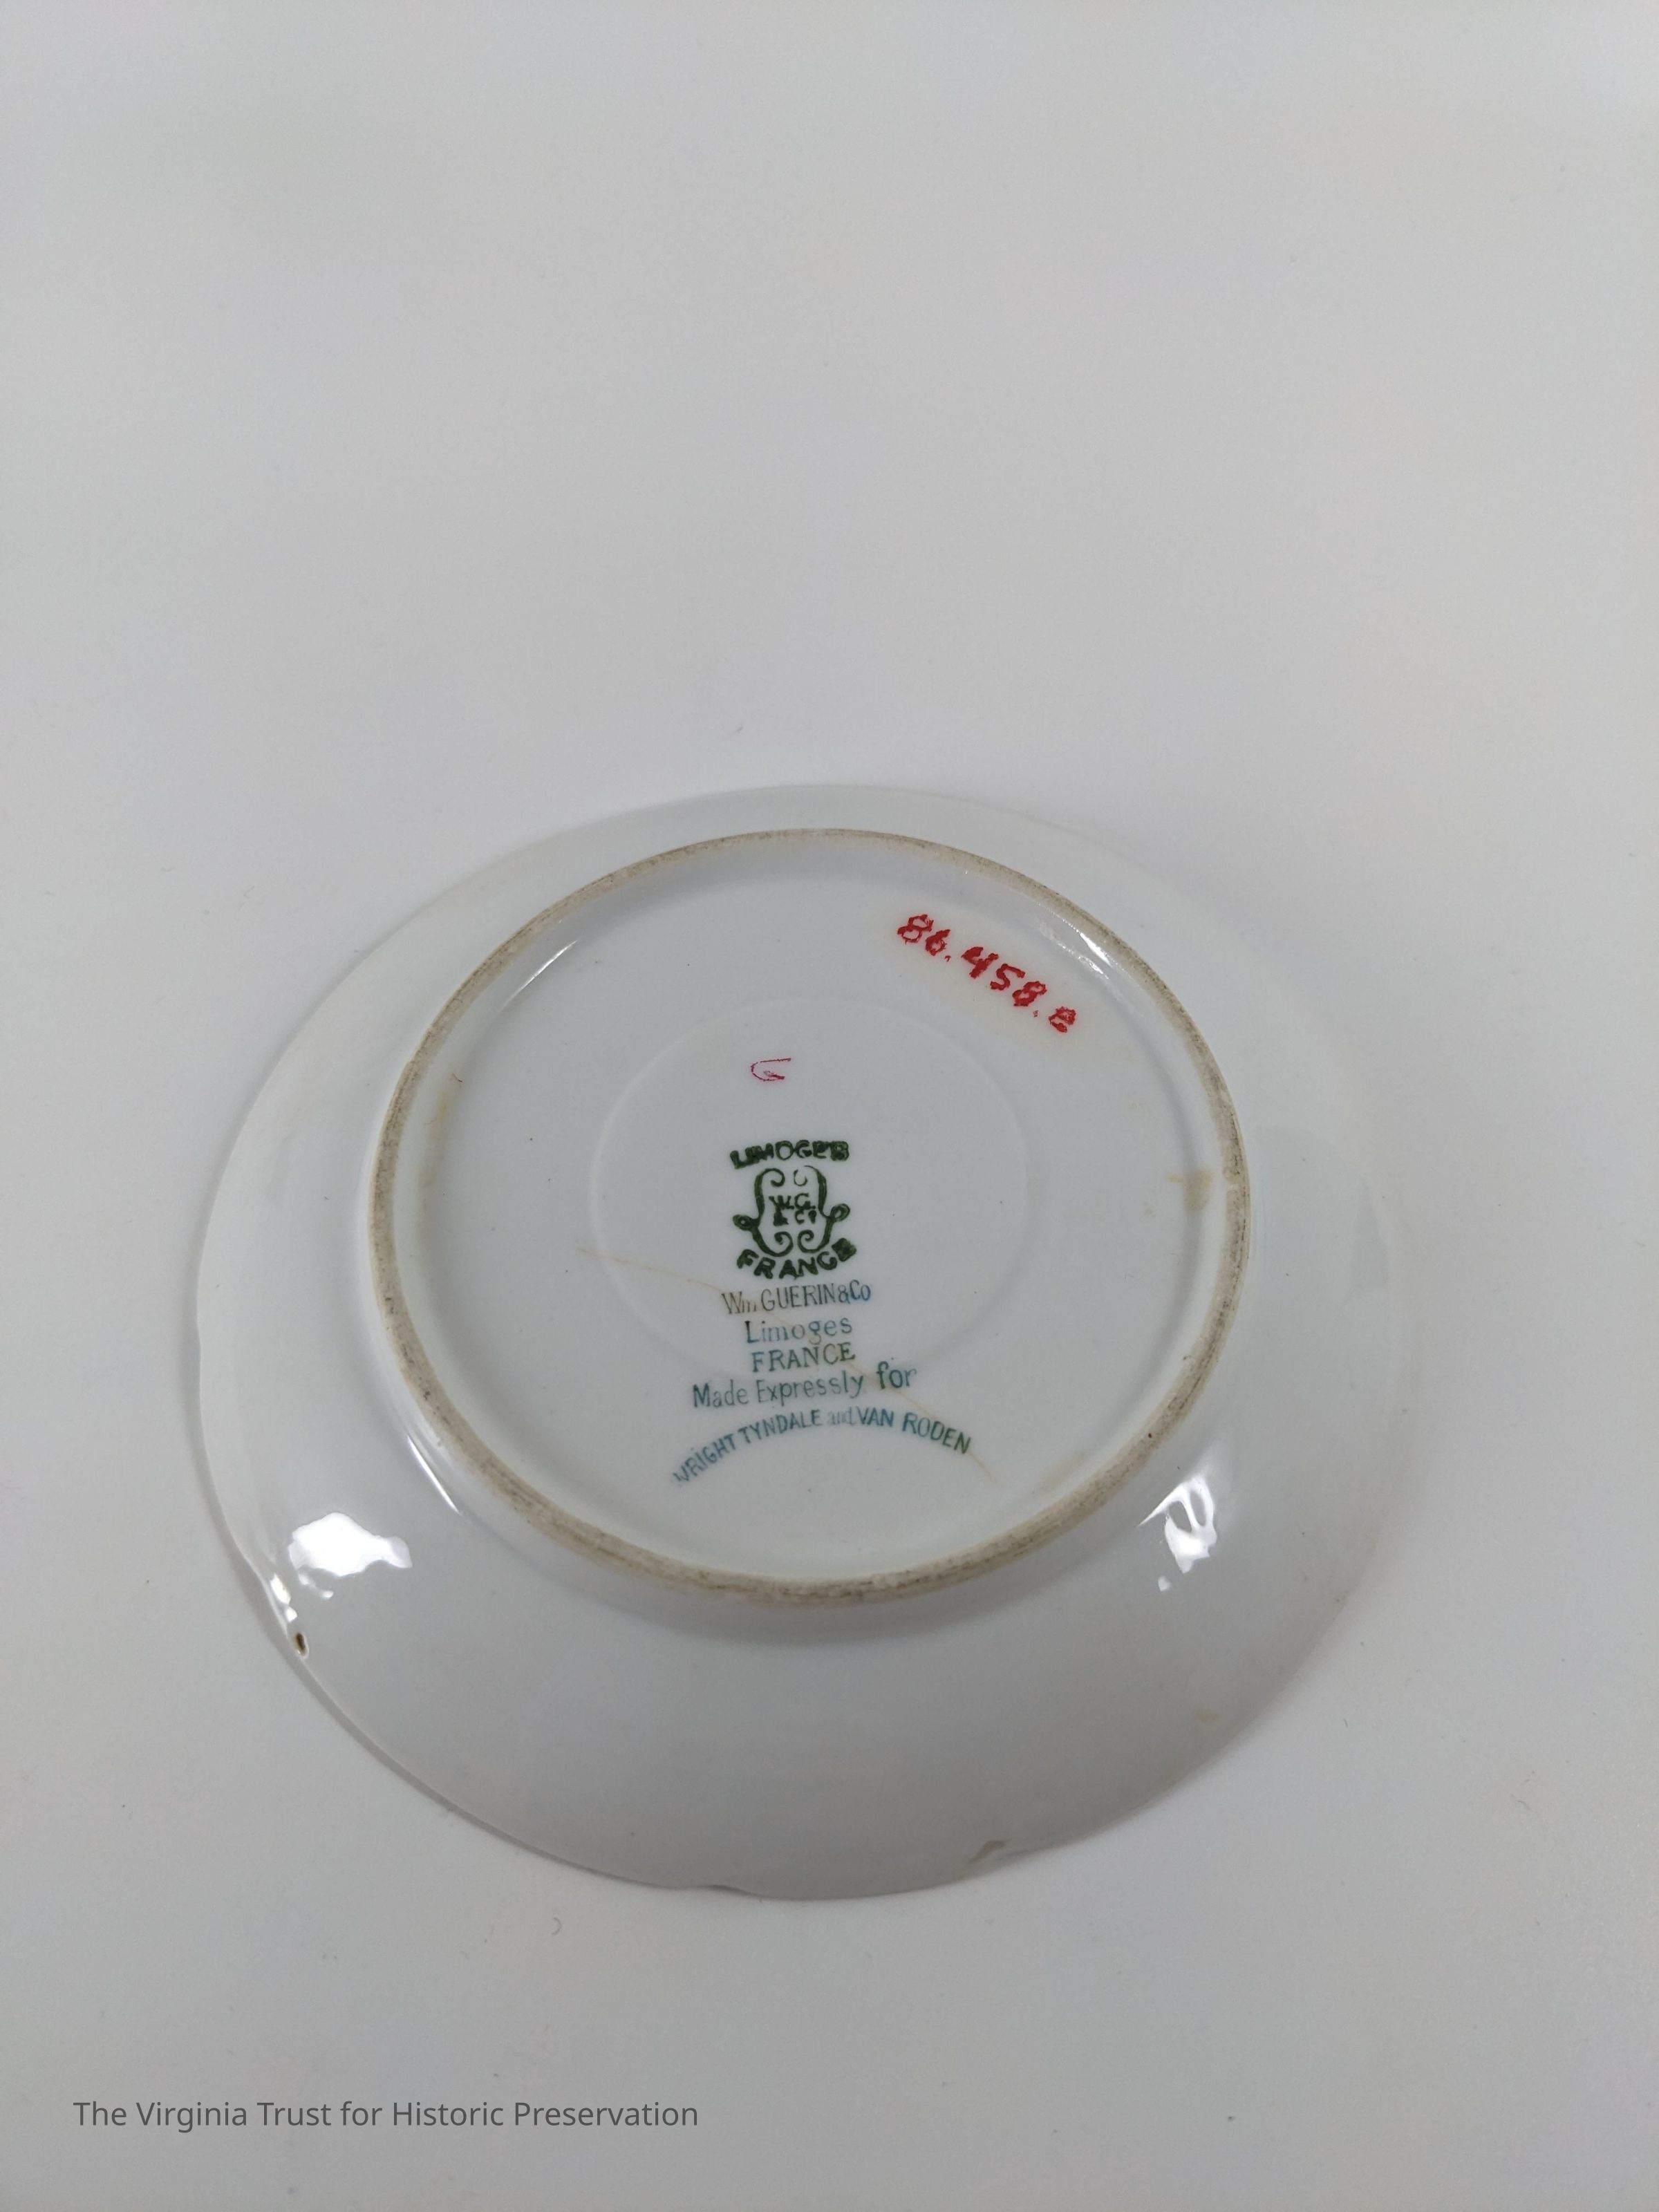 86.458.e
LIMOGES
W.G.
& Co
FRANCE
Wm. GUERIN & Co
Limoges
FRANCE
Made Expressly for
WRIGHT TYNDALE and VAN RODEN
The Virginia Trust for Historic Preservation